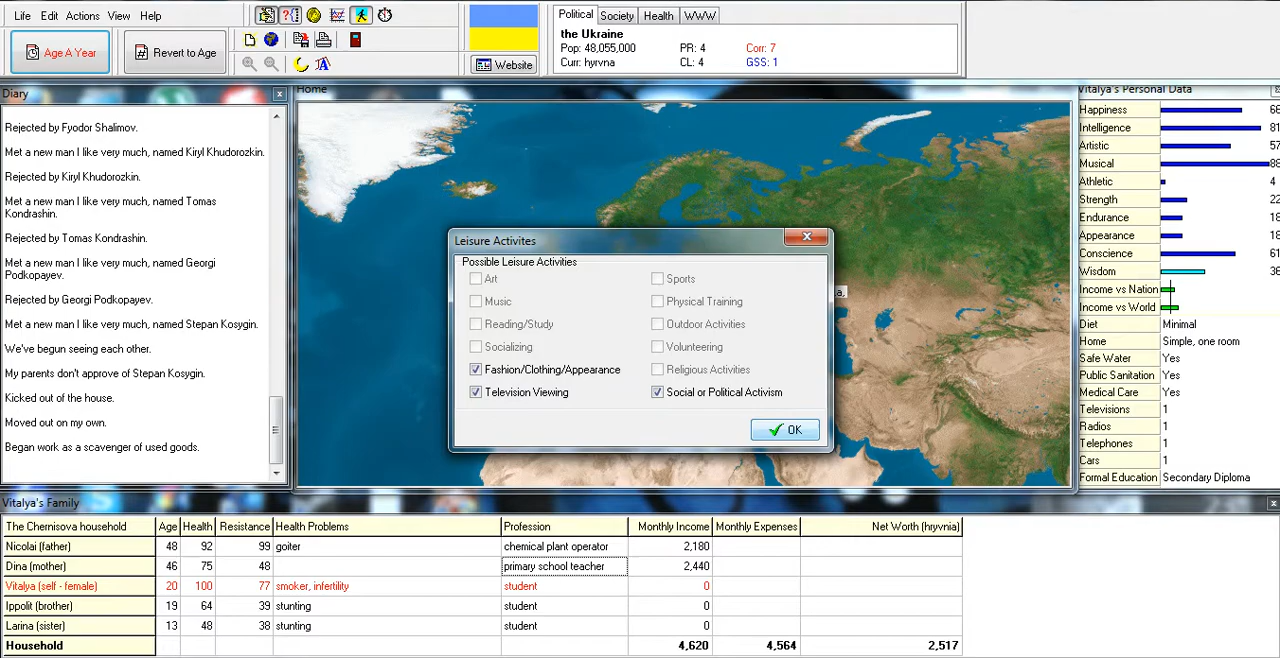 Life Edit Actions View Help
Age A Year
Revert to Age
Website
Political Society Health WWW
the Ukraine
Pop: 48,055,000 PR: 4 Corr: 7
Curr: hyrvna CL: 4 GSS: 1
Diary
Rejected by Fyodor Shalimov.
Met a new man I like very much, named Kiryl Khudorozkin.
Rejected by Kiryl Khudorozkin.
Met a new man I like very much, named Tomas
Kondrashin.
Rejected by Tomas Kondrashin.
Met a new man I like very much, named Georgi
Podkopayev.
Rejected by Georgi Podkopayev.
Met a new man I like very much, named Stepan Kosygin.
We've begun seeing each other.
My parents don't approve of Stepan Kosygin.
Kicked out of the house.
Moved out on my own.
Began work as a scavenger of used goods.
Home
Leisure Activites
Possible Leisure Activities
Art Sports
Music Physical Training
Reading/Study Outdoor Activities
Socializing Volunteering
Fashion/Clothing/Appearance Religious Activities
Television Viewing Social or Political Activism
OK
Vitalya's Personal Data
Happiness
Intelligence 81
Artistic 57
Musical 88
Athletic 4
Strength 22
Endurance 18
Appearance 18
Conscience 61
Wisdom
Income vs Nation
Income vs World
Diet Minimal
Home Simple, one room
Safe Water Yes
Public Sanitation Yes
Medical Care Yes
Televisions 1
Radios 1
Telephones 1
Cars 1
Formal Education Secondary Diploma
Vitalya's Family
The Chernisova household Age Health Resistance Health Problems Profession Monthly Income Monthly Expenses Net Worth (hryvnia)
Nicolai (father) 48 92 99 goiter chemical plant operator 2,180
Dina (mother) 46 75 48 primary school teacher 2,440
Vitalya (self - female) 20 100 77 smoker, infertility student 0
Ippolit (brother) 19 64 39 stunting student 0
Larina (sister) 13 48 38 stunting student 0
Household 4,620 4,564 2,517